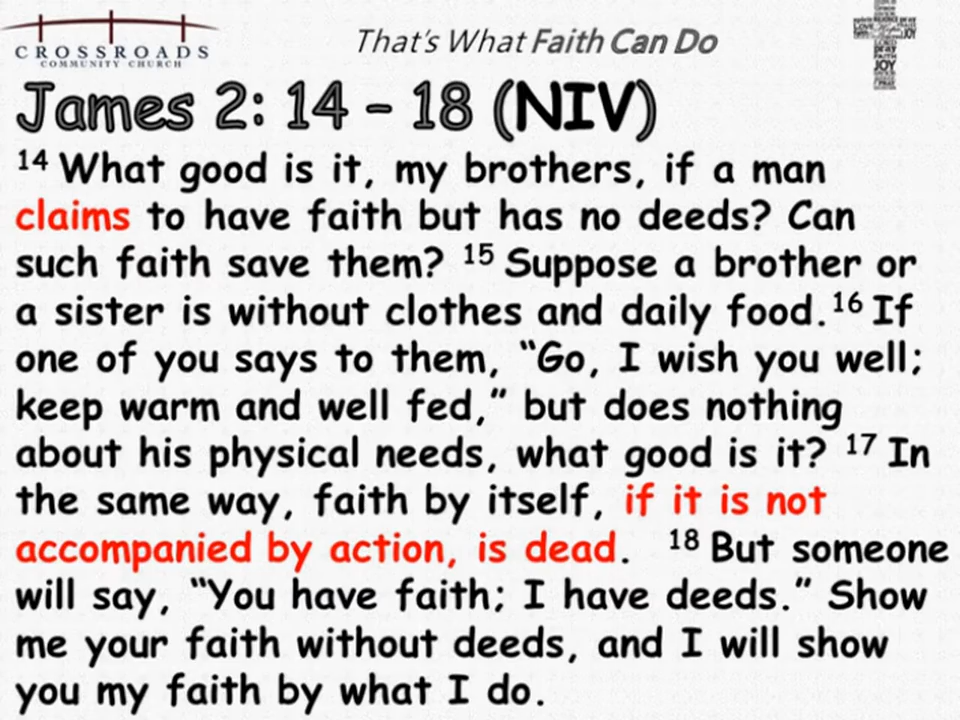 CROSSROADS
COMMUNITY CHURCH
That's What Faith Can Do
James 2: 14 – 18 (NIV)
14 What good is it, my brothers, if a man
claims to have faith but has no deeds? Can
such faith save them? 15 Suppose a brother or
a sister is without clothes and daily food. 16 If
one of you says to them, “Go, I wish you well;
keep warm and well fed,” but does nothing
about his physical needs, what good is it? 17 In
the same way, faith by itself, if it is not
accompanied by action, is dead. 18 But someone
will say, “You have faith; I have deeds.” Show
me your faith without deeds, and I will show
you my faith by what I do.